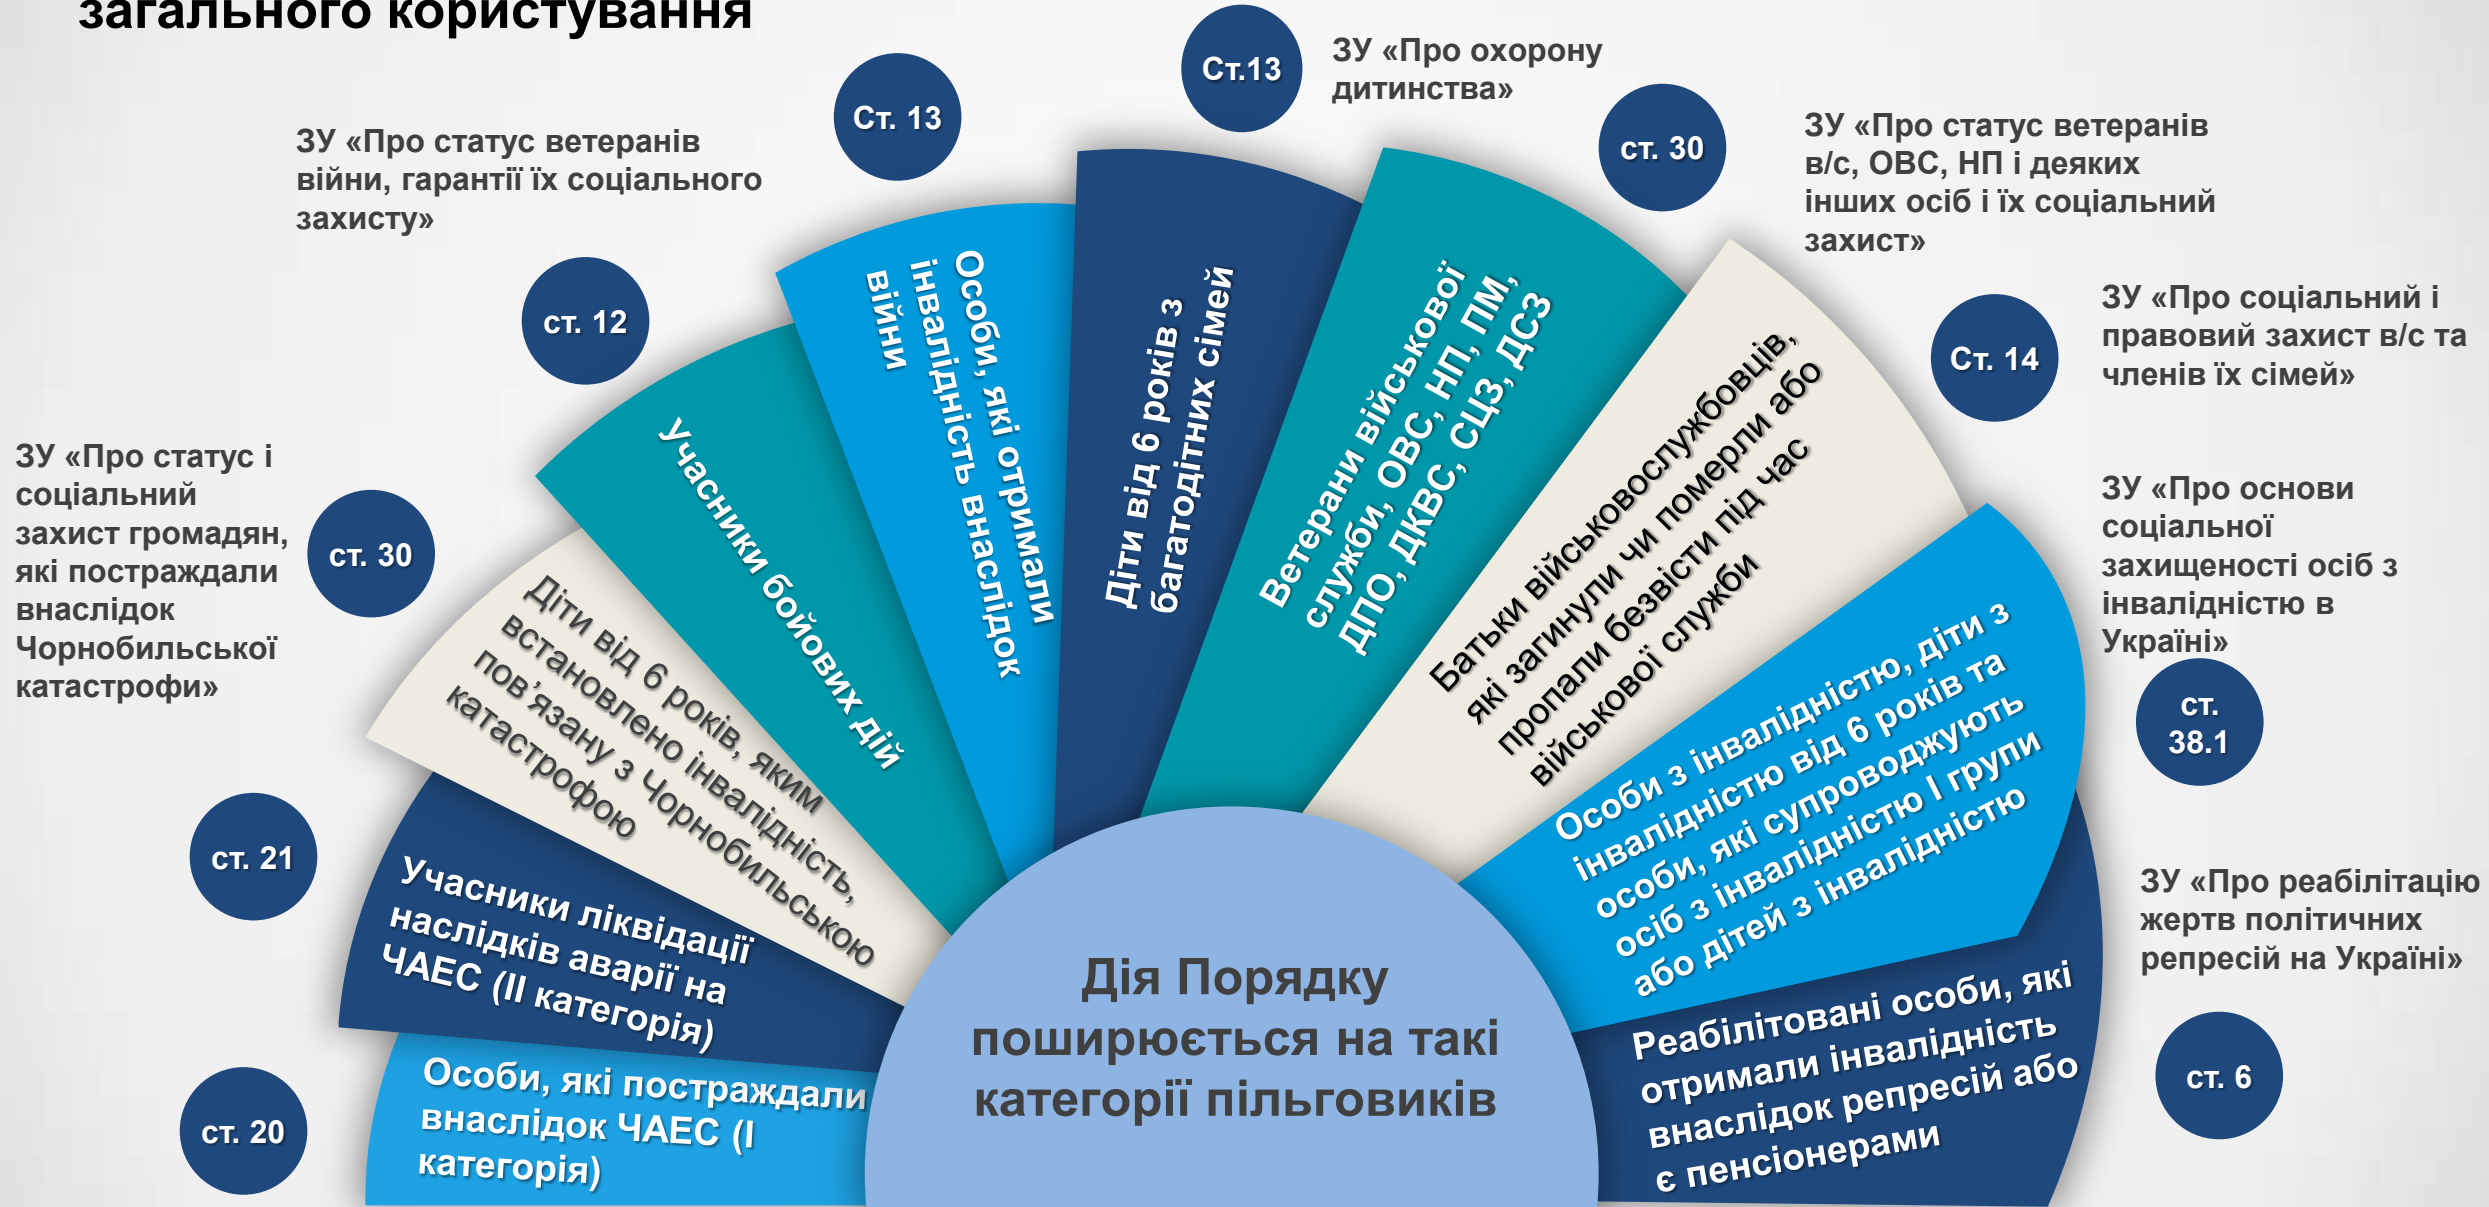 загального користування
ЗУ «Про статус і
соціальний
захист громадян,
які постраждали
внаслідок
Чорнобильської
катастрофи»
ст. 20
Особи, які постраждали
внаслідок ЧАЕС (І
категорія)
ст. 21
Учасники ліквідації
наслідків аварії на
ЧАЕС (ІІ категорія)
ст. 30
Діти від 6 років, яким
встановлено інвалідність,
пов’язану з Чорнобильською
катастрофою
ЗУ «Про статус ветеранів
війни, гарантії їх соціального
захисту»
ст. 12
Учасники бойових дій
Ст. 13
Особи, які отримали
інвалідність внаслідок
війни
Ст.13
ЗУ «Про охорону
дитинства»
Діти від 6 років з
багатодітних сімей
ст. 30
ЗУ «Про статус ветеранів
в/с, ОВС, НП і деяких
інших осіб і їх соціальний
захист»
Ветерани військової
служби, ОВС, НП, ПМ,
ДПО, ДКВС, СЦЗ, ДСЗ
Ст. 14
ЗУ «Про соціальний і
правовий захист в/с та
членів їх сімей»
Батьки військовослужбовців,
які загинули чи померли або
пропали безвісти під час
військової служби
ЗУ «Про основи
соціальної
захищеності осіб з
інвалідністю в
Україні»
ст.
38.1
Особи з інвалідністю, діти з
інвалідністю від 6 років та
особи, які супроводжують
осіб з інвалідністю І групи
або дітей з інвалідністю
ЗУ «Про реабілітацію
жертв політичних
репресій на Україні»
ст. 6
Реабілітовані особи, які
отримали інвалідність
внаслідок репресій або
є пенсіонерами
Дія Порядку
поширюється на такі
категорії пільговиків